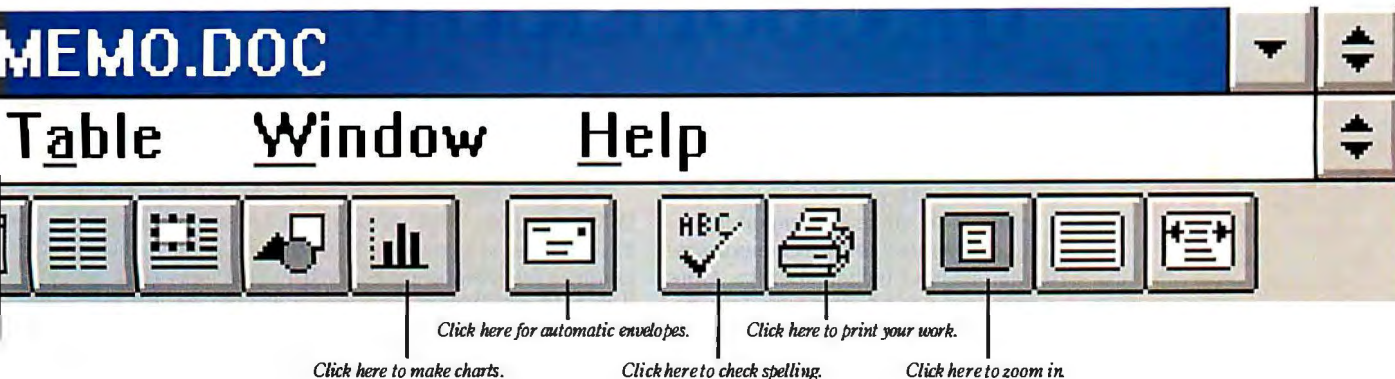 MEMO.DOC
Table Window Help
ABC
Click here for automatic envelopes. Click here to print your work.
Click here to make charts. Click here to check spelling. Click here to zoom in.